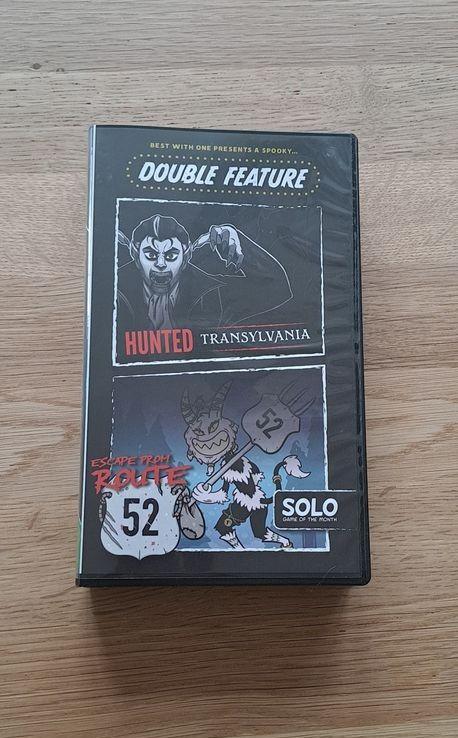 BEST WITH ONE PRESENTS A SPOOKY...
DOUBLE FEATURE
HUNTED TRANSYLVANIA
52
ESCAPE FROM
ROUTE
52
SOLO
GAME OF THE MONTH